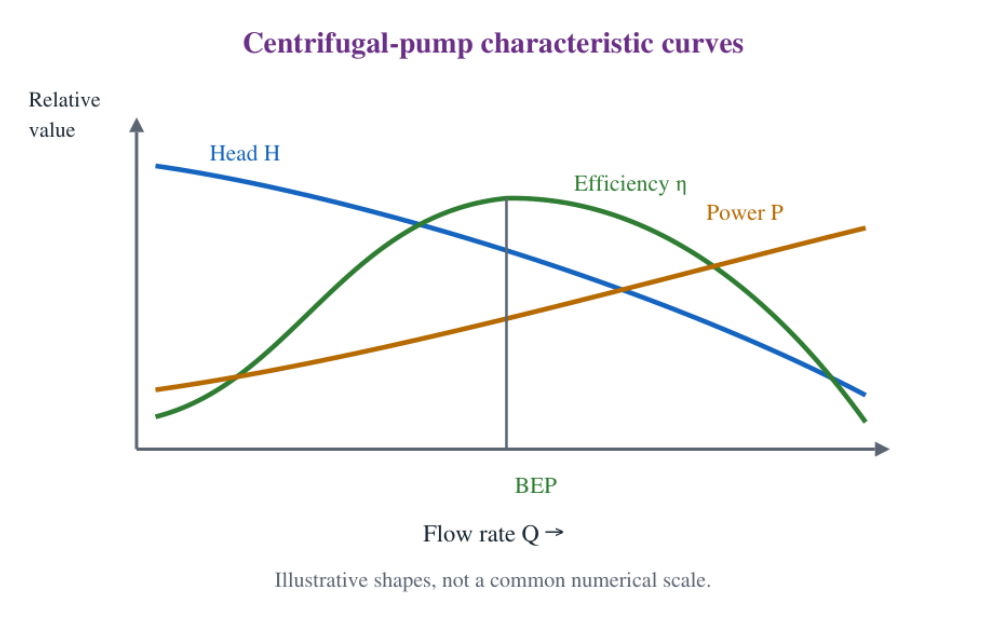 Centrifugal-pump characteristic curves
Relative
value
Head H
Efficiency η
Power P
BEP
Flow rate Q →
Illustrative shapes, not a common numerical scale.